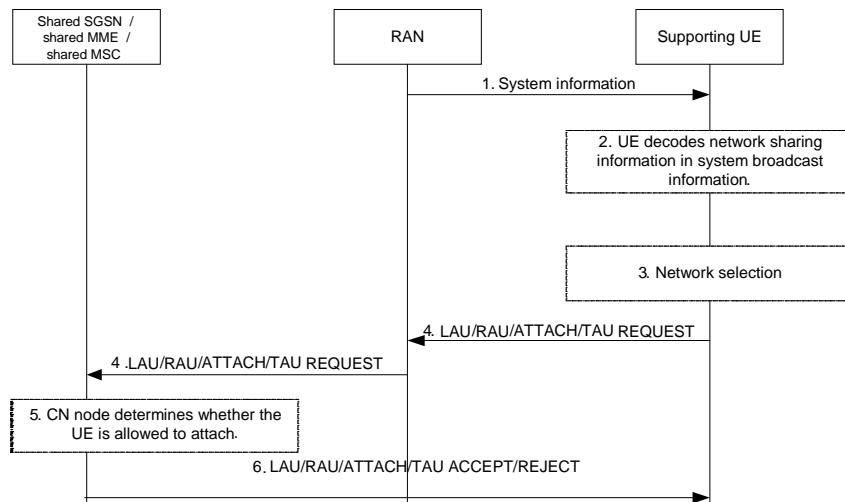 Shared SGSN /
shared MME /
shared MSC
RAN
Supporting UE
1. System information
2. UE decodes network sharing
information in system broadcast
information.
3. Network selection
4. LAU/RAU/ATTACH/TAU REQUEST
4 .LAU/RAU/ATTACH/TAU REQUEST
5. CN node determines whether the
UE is allowed to attach.
6. LAU/RAU/ATTACH/TAU ACCEPT/REJECT